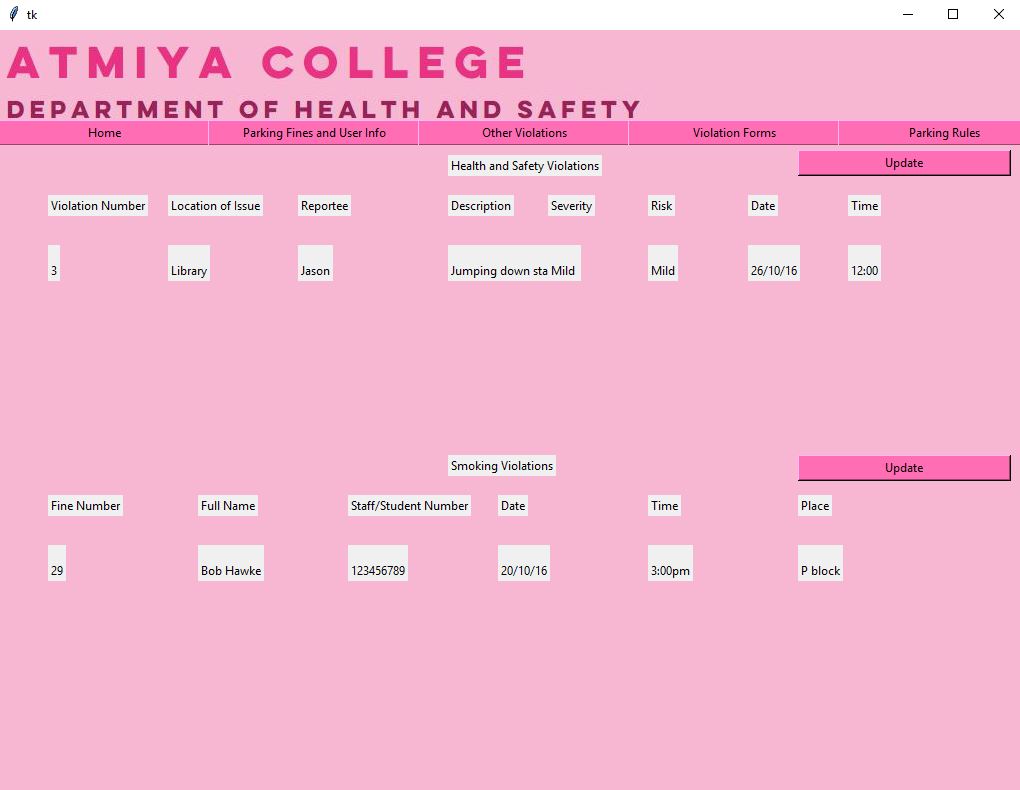 tk
ATMIYA COLLEGE
DEPARTMENT OF HEALTH AND SAFETY
Home Parking Fines and User Info Other Violations Violation Forms Parking Rules
Health and Safety Violations Update
Violation Number Location of Issue Reportee Description Severity Risk Date Time
3 Library Jason Jumping down sta Mild Mild 26/10/16 12:00
Smoking Violations Update
Fine Number Full Name Staff/Student Number Date Time Place
29 Bob Hawke 123456789 20/10/16 3:00pm P block